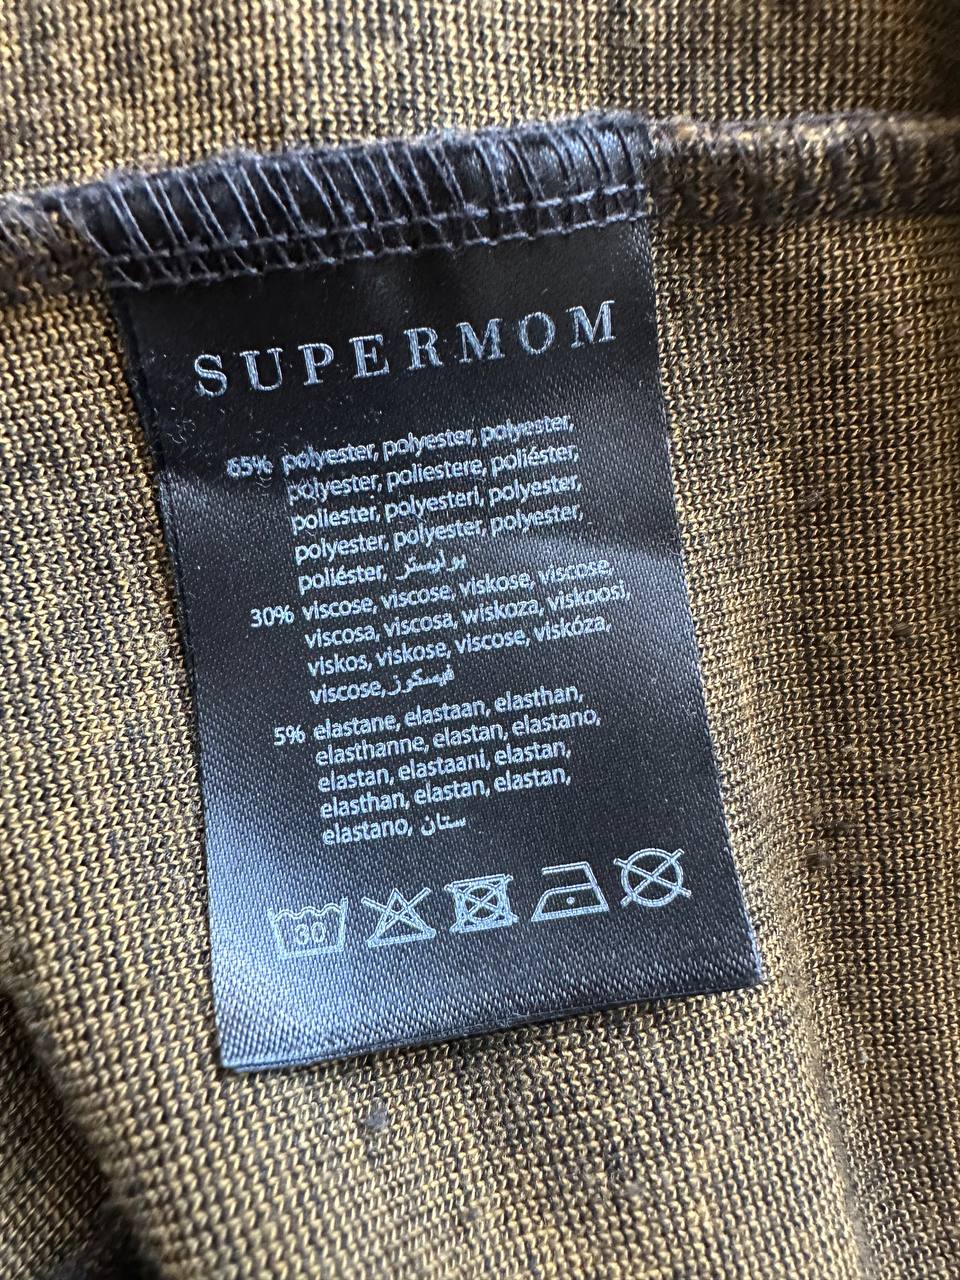 SUPERMOM
65% polyester, polyester, polyester,
polyester, poliestere, poliéster,
poliester, polyesteri, polyester,
polyester, polyester, polyester,
poliéster, بوليستر
30% viscose, viscose, viskose, viscose,
viscosa, viscosa, wiskoza, viskoosi,
viskos, viskose, viscose, viskóza,
viscose, فيسكوز
5% elastane, elastaan, elasthan,
elasthanne, elastan, elastano,
elastan, elastaani, elastan,
elasthan, elastan, elastan,
elastano, ستان
30